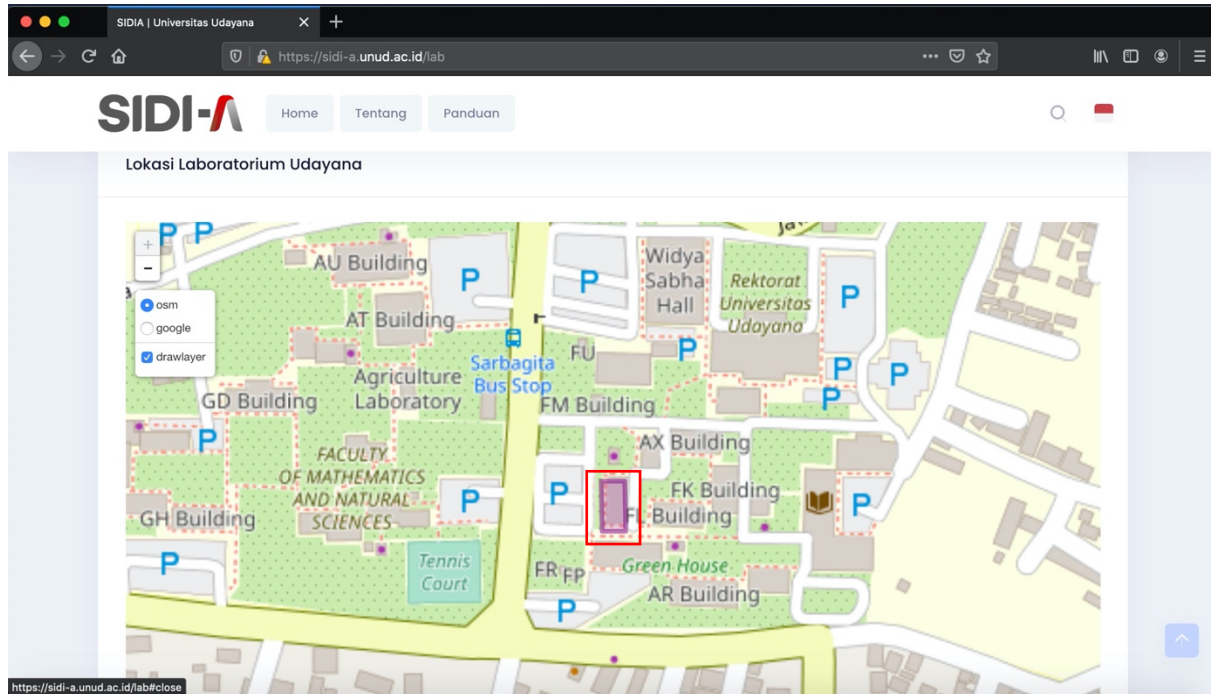 SIDIA | Universitas Udayana
https://sidi-a.unud.ac.id/lab
SIDI-A
Home
Tentang
Panduan
Lokasi Laboratorium Udayana
+
-
osm
google
drawlayer
P
P
AU Building
P
AT Building
Sarbagita
Bus Stop
Agriculture
Laboratory
GD Building
P
FACULTY
OF MATHEMATICS
AND NATURAL
SCIENCES
P
GH Building
P
Tennis
Court
P
Widya
Sabha
Hall
Rektorat
Universitas
Udayana
P
FU
P
P
P
P
FM Building
AX Building
P
FK Building
FL Building
P
FR
FP
Green House
AR Building
P
https://sidi-a.unud.ac.id/lab#close